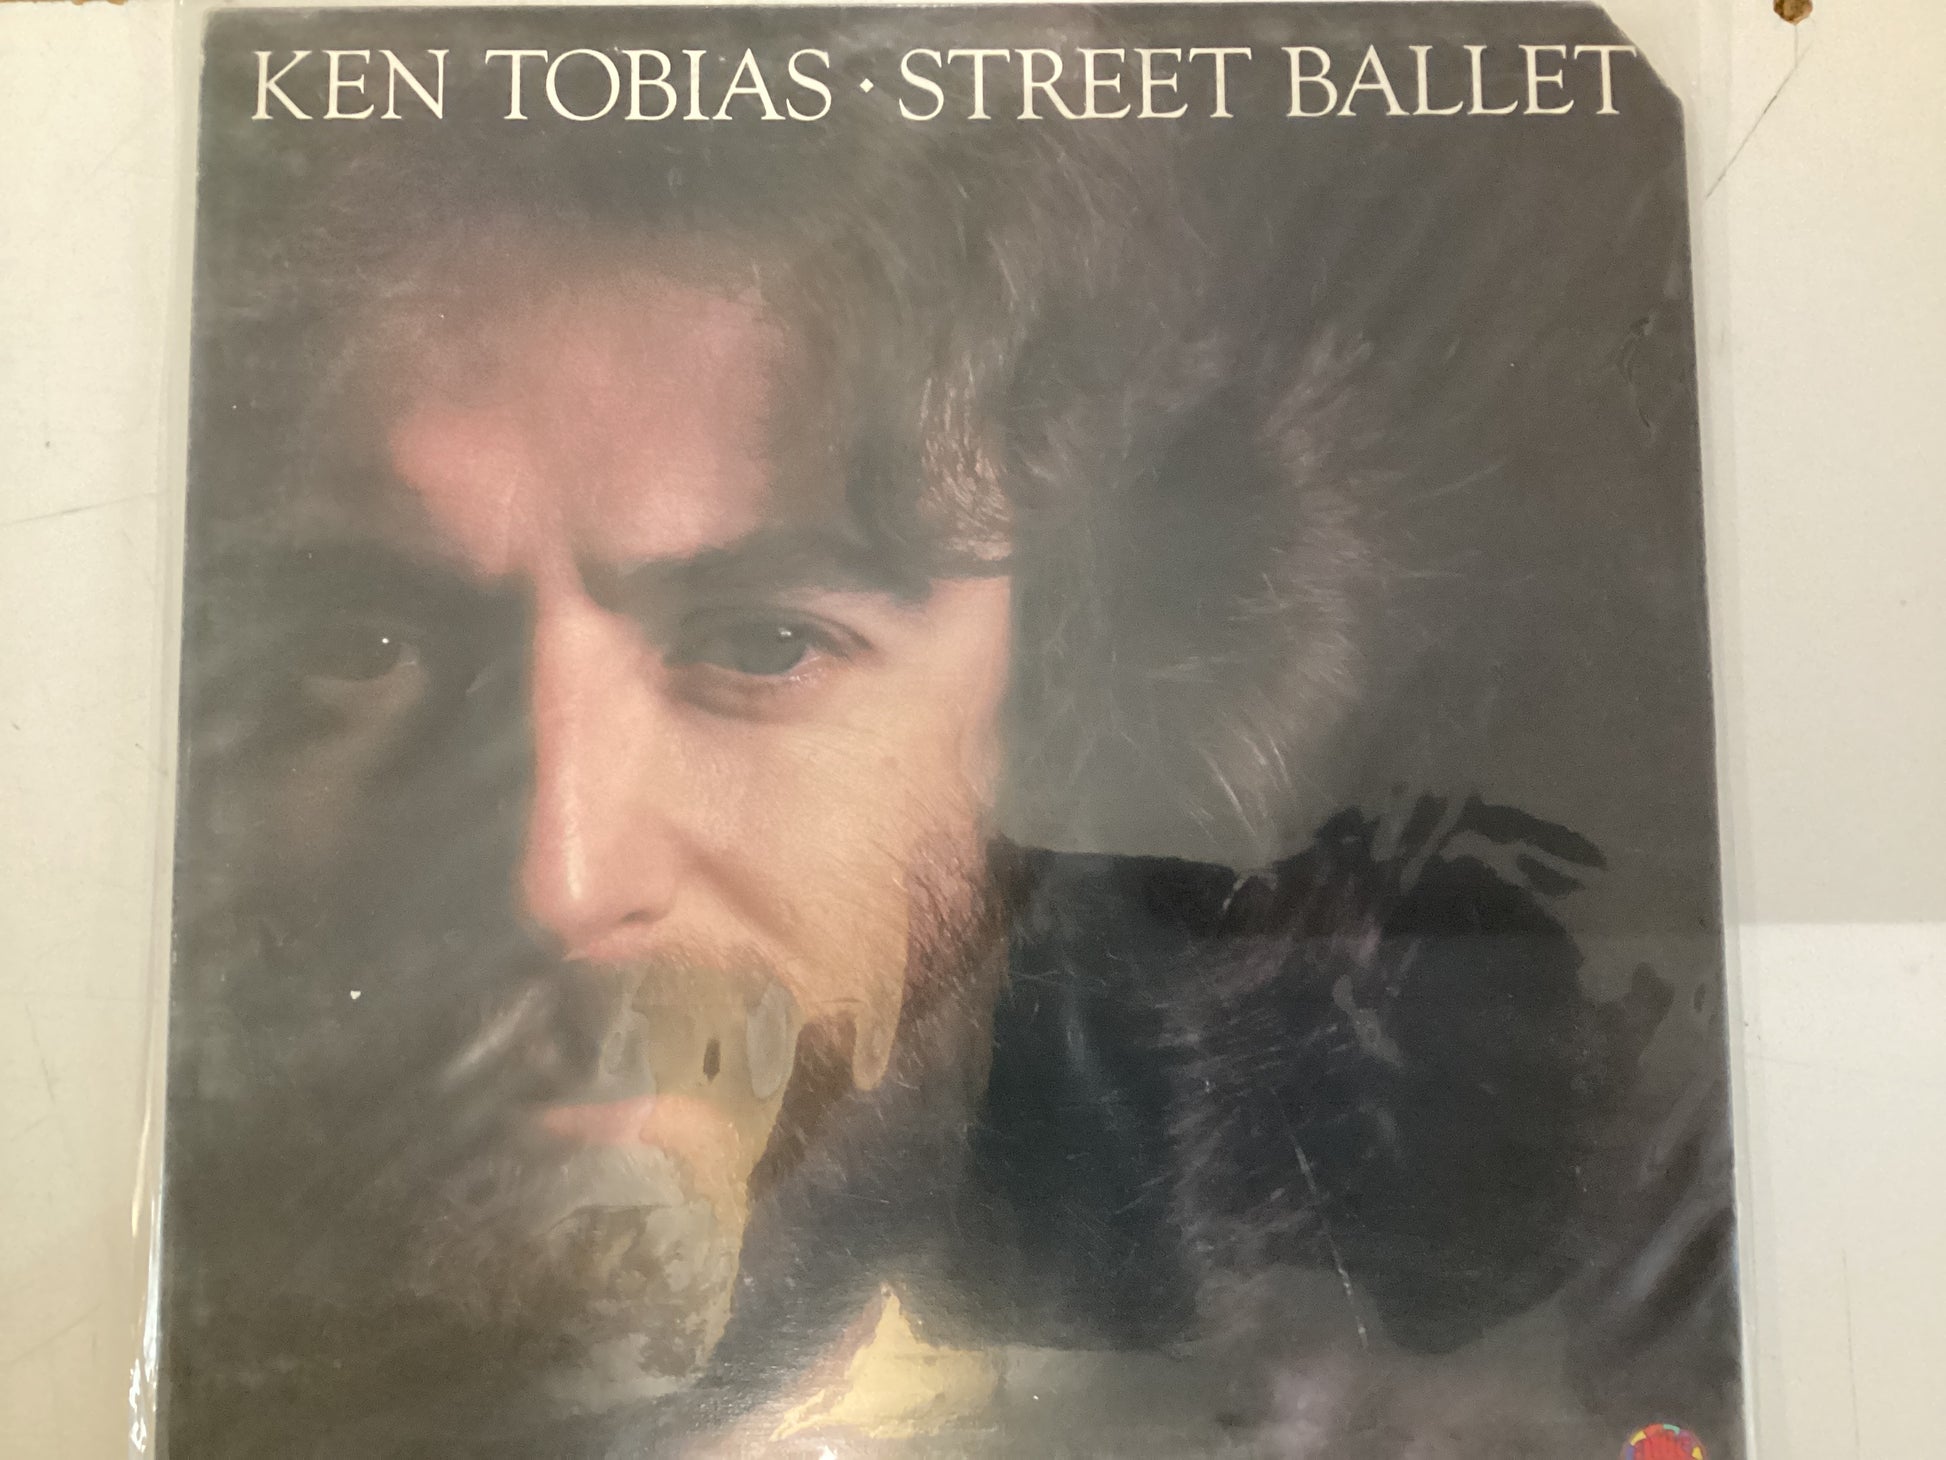 KEN TOBIAS · STREET BALLET